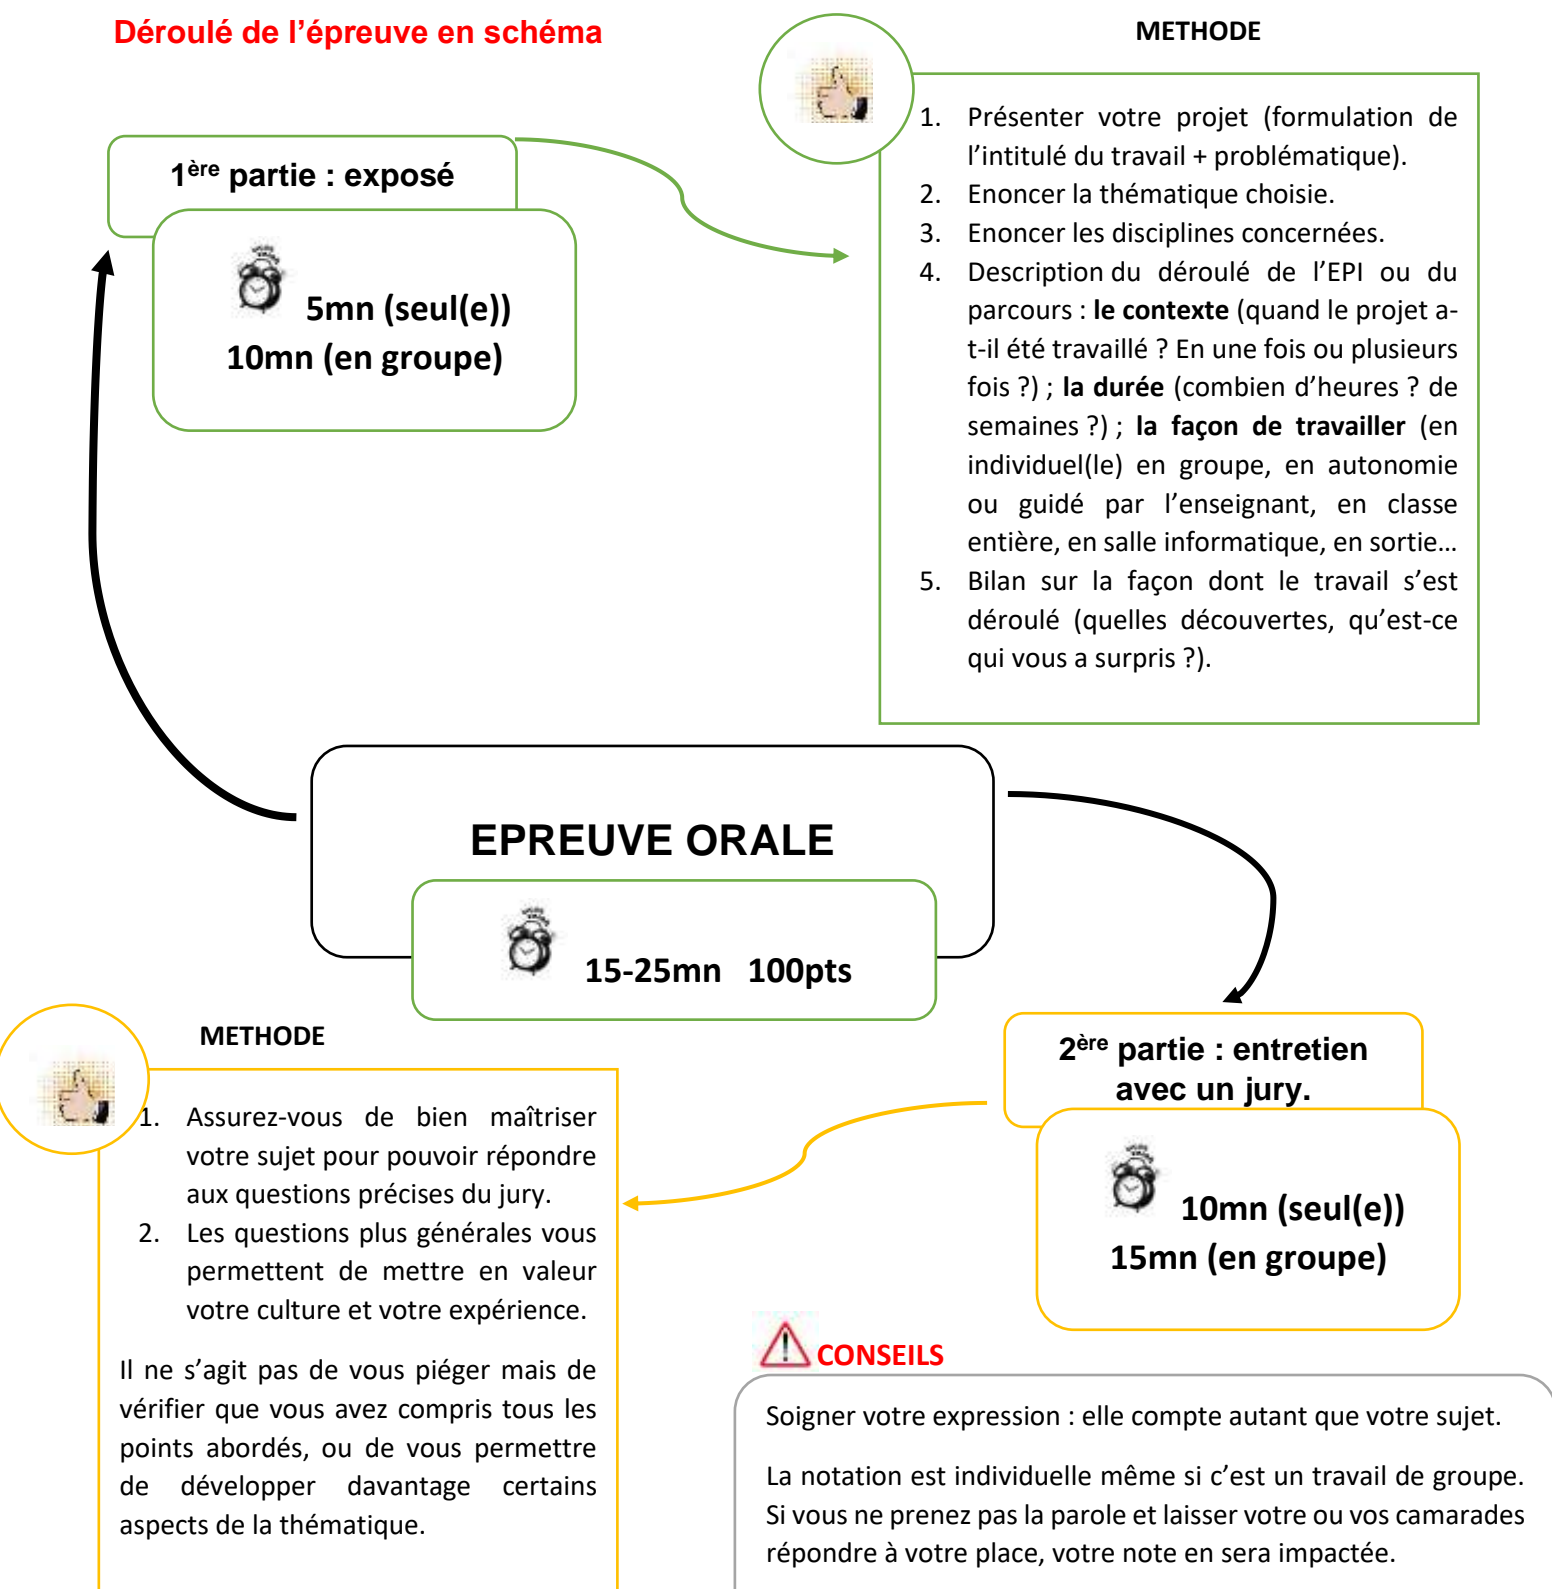 Déroulé de l’épreuve en schéma
METHODE
1ère partie : exposé
5mn (seul(e))
10mn (en groupe)
1. Présenter votre projet (formulation de
l’intitulé du travail + problématique).
2. Enoncer la thématique choisie.
3. Enoncer les disciplines concernées.
4. Description du déroulé de l’EPI ou du
parcours : le contexte (quand le projet a-
t-il été travaillé ? En une fois ou plusieurs
fois ?) ; la durée (combien d’heures ? de
semaines ?) ; la façon de travailler (en
individuel(le) en groupe, en autonomie
ou guidé par l’enseignant, en classe
entière, en salle informatique, en sortie…
5. Bilan sur la façon dont le travail s’est
déroulé (quelles découvertes, qu’est-ce
qui vous a surpris ?).
EPREUVE ORALE
15-25mn 100pts
METHODE
1. Assurez-vous de bien maîtriser
votre sujet pour pouvoir répondre
aux questions précises du jury.
2. Les questions plus générales vous
permettent de mettre en valeur
votre culture et votre expérience.
Il ne s’agit pas de vous piéger mais de
vérifier que vous avez compris tous les
points abordés, ou de vous permettre
de développer davantage certains
aspects de la thématique.
2ère partie : entretien
avec un jury.
10mn (seul(e))
15mn (en groupe)
CONSEILS
Soigner votre expression : elle compte autant que votre sujet.
La notation est individuelle même si c’est un travail de groupe.
Si vous ne prenez pas la parole et laisser votre ou vos camarades
répondre à votre place, votre note en sera impactée.